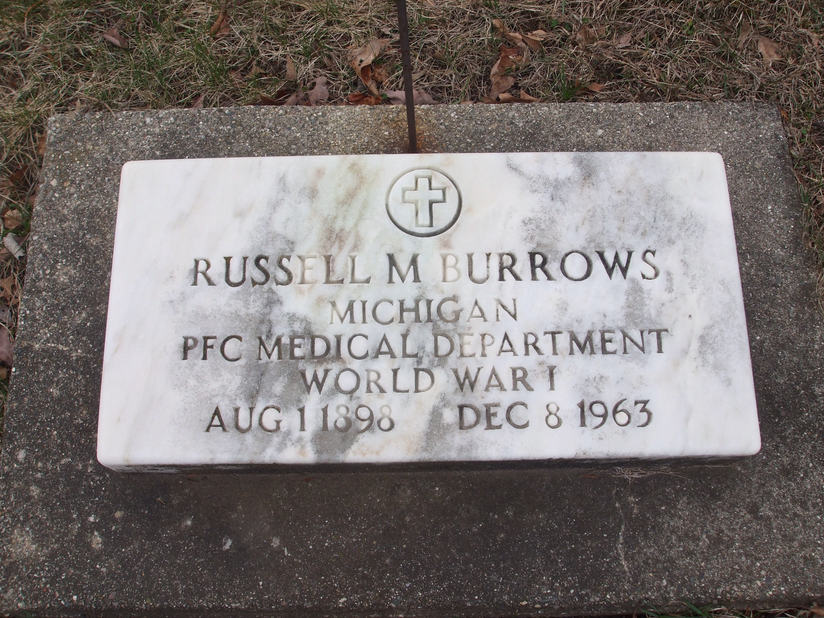 RUSSELL M BURROWS
MICHIGAN
PFC MEDICAL DEPARTMENT
WORLD WAR I
AUG 1 1898 DEC 8 1963